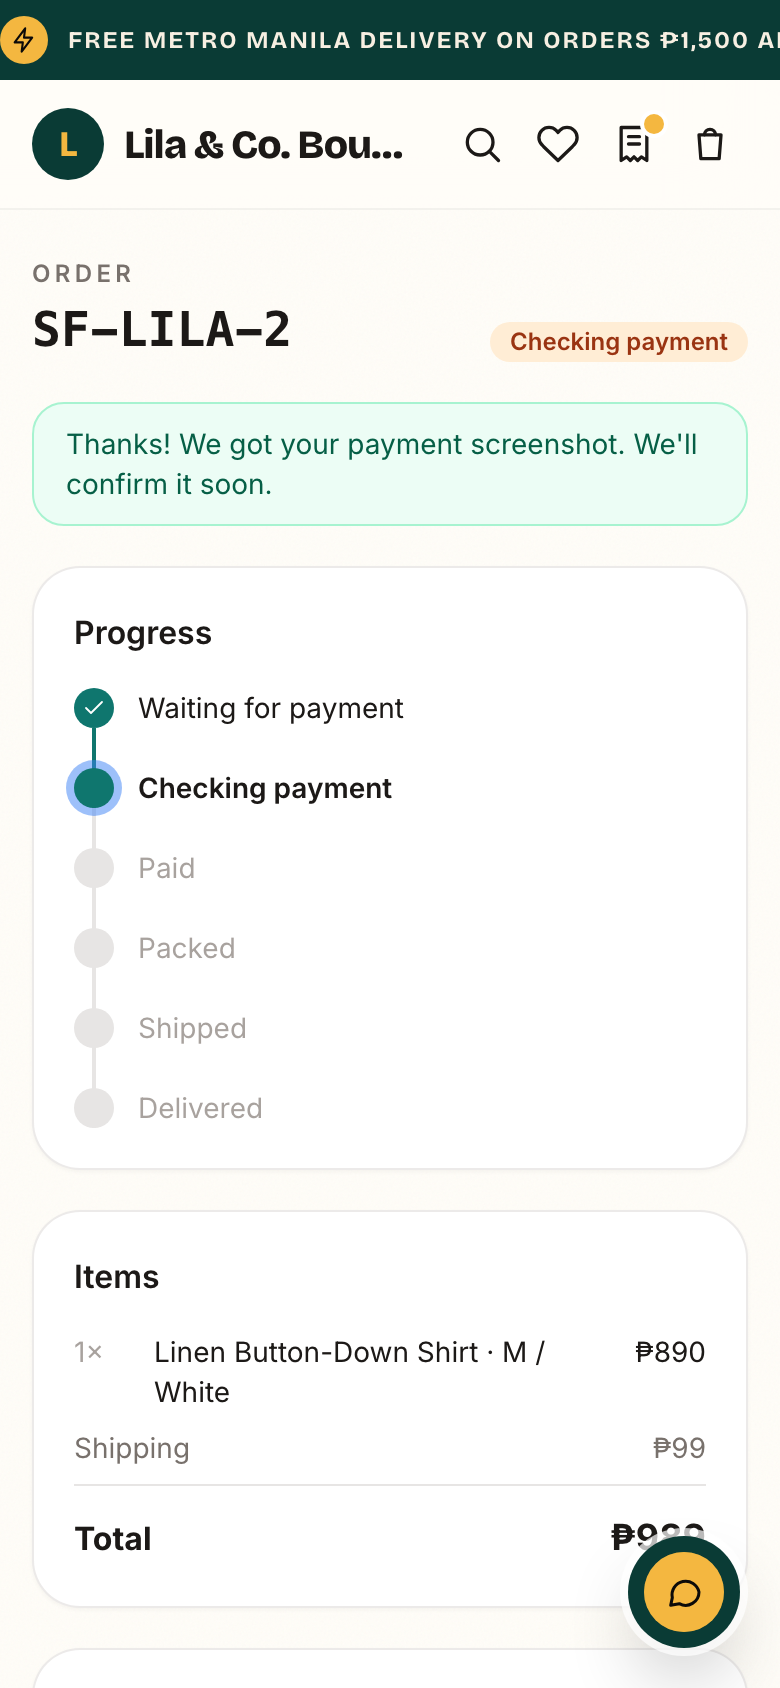 FREE METRO MANILA DELIVERY ON ORDERS ₱1,500
L
Lila & Co. Bou...
ORDER
SF-LILA-2
Checking payment
Thanks! We got your payment screenshot. We'll
confirm it soon.
Progress
Waiting for payment
Checking payment
Paid
Packed
Shipped
Delivered
Items
1× Linen Button-Down Shirt · M / ₱890
White
Shipping ₱99
Total ₱989